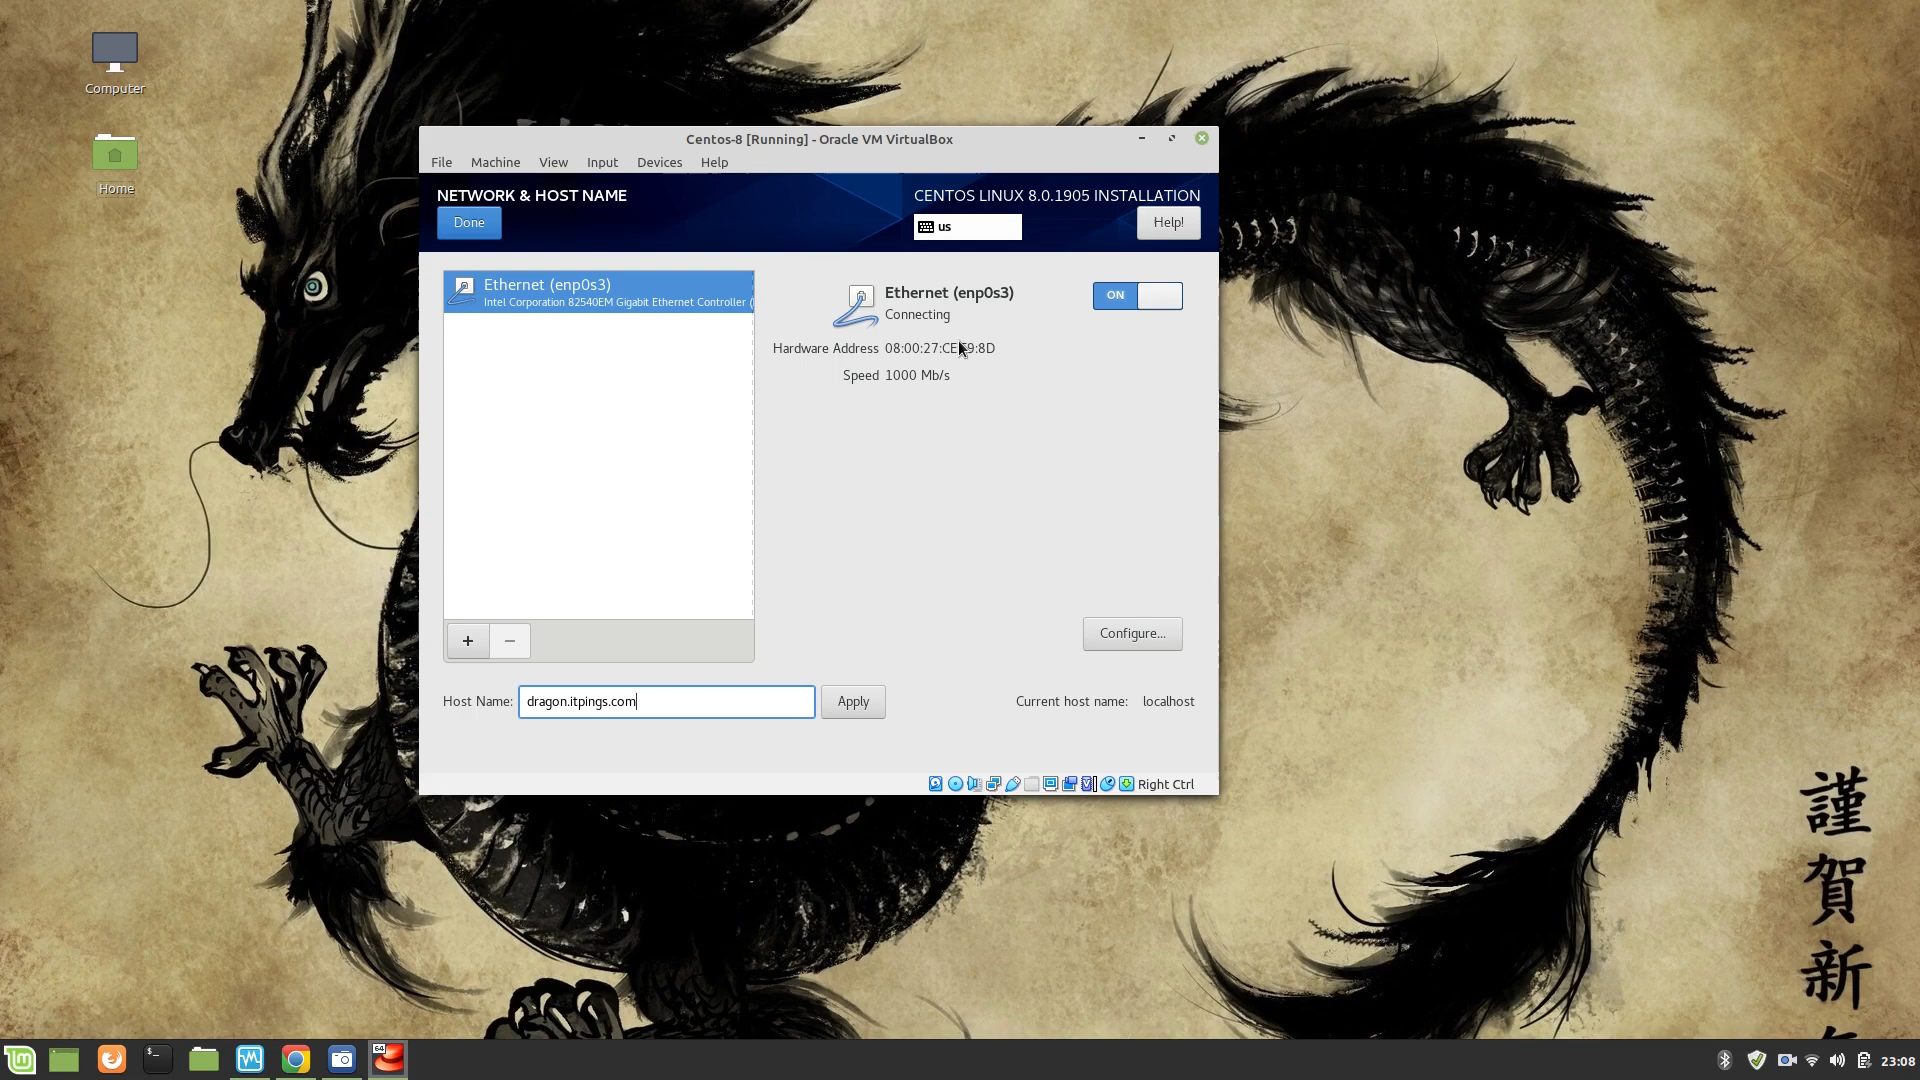 Computer
Home
Centos-8 [Running] - Oracle VM VirtualBox
File Machine View Input Devices Help
NETWORK & HOST NAME
CENTOS LINUX 8.0.1905 INSTALLATION
Done
us
Help!
Ethernet (enp0s3)
Intel Corporation 82540EM Gigabit Ethernet Controller (
Ethernet (enp0s3)
Connecting
ON
Hardware Address
Speed 1000 Mb/s
+ −
Configure...
Host Name: dragon.itpings.com Apply Current host name: localhost
Right Ctrl
謹
賀
新
64
23:08